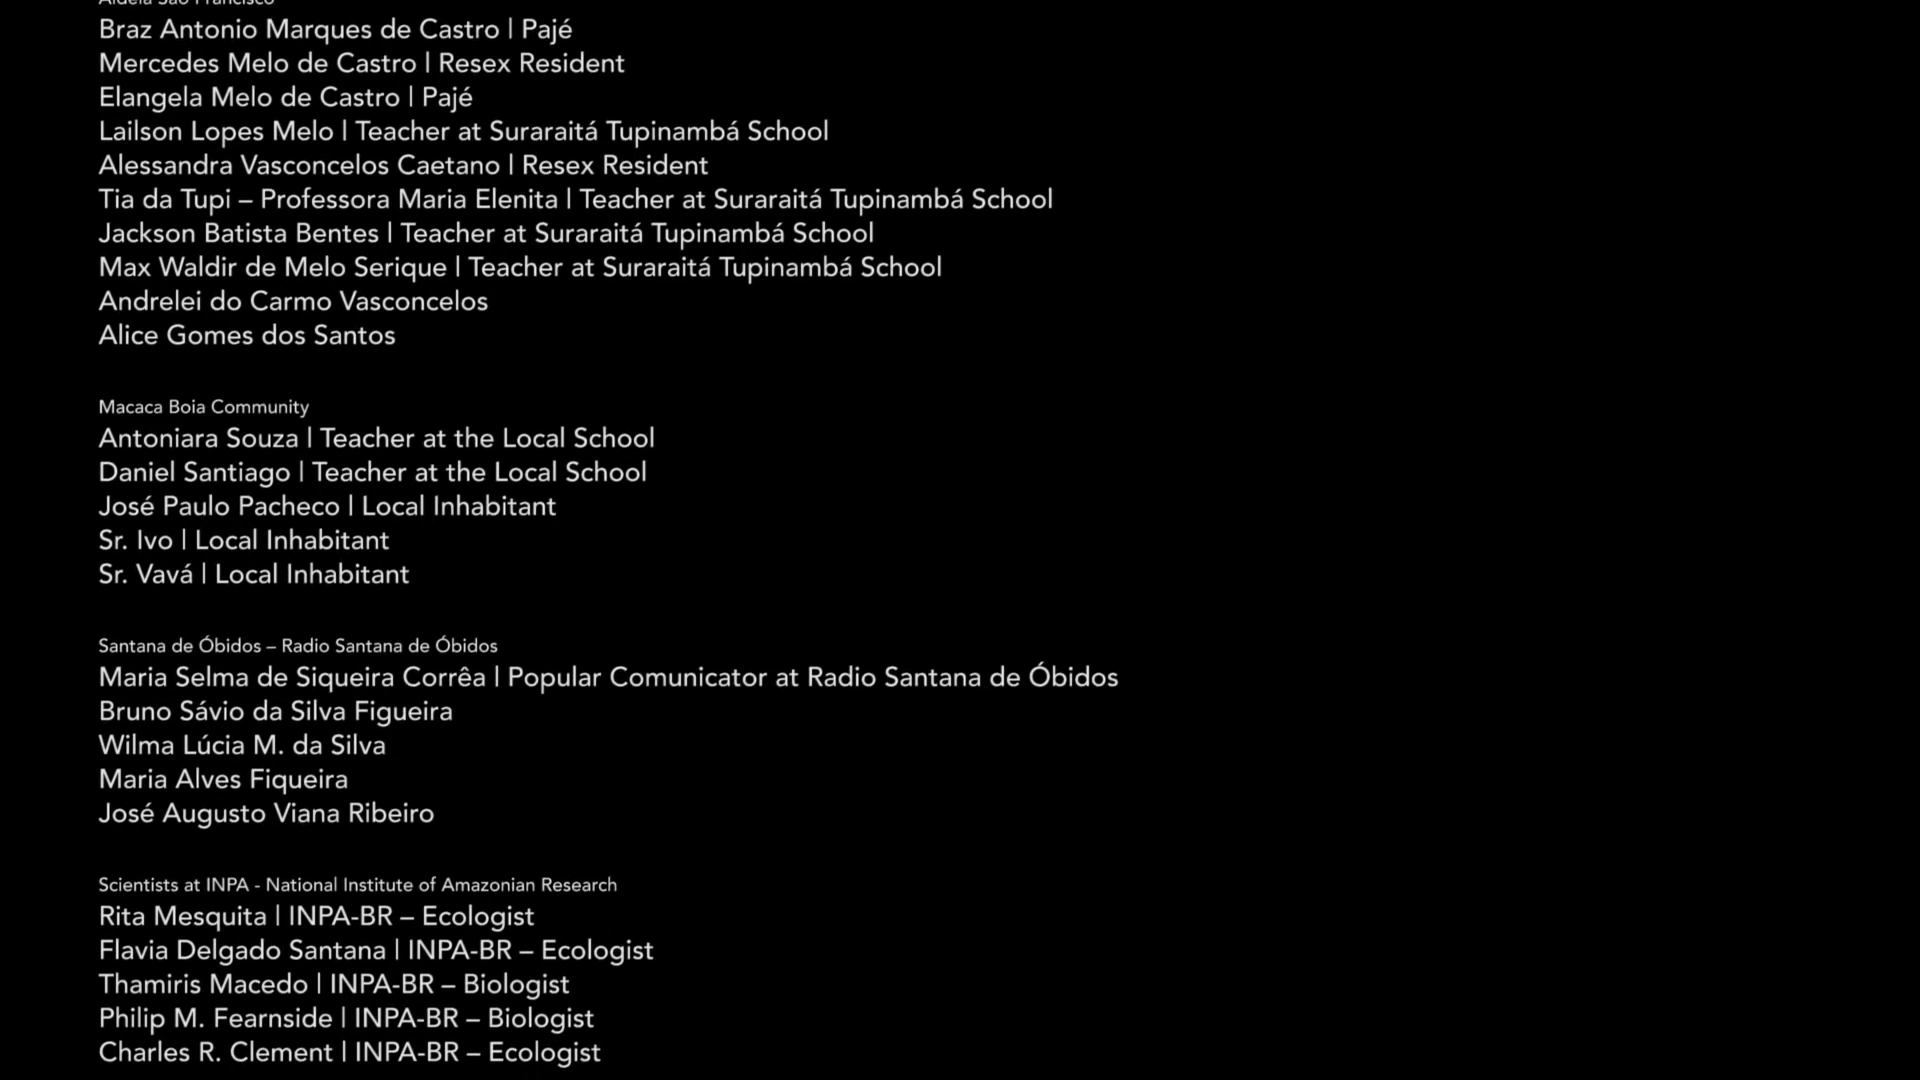 Aldeia São Francisco
Braz Antonio Marques de Castro | Pajé
Mercedes Melo de Castro | Resex Resident
Elangela Melo de Castro | Pajé
Lailson Lopes Melo | Teacher at Suraraitá Tupinambá School
Alessandra Vasconcelos Caetano | Resex Resident
Tia da Tupi – Professora Maria Elenita | Teacher at Suraraitá Tupinambá School
Jackson Batista Bentes | Teacher at Suraraitá Tupinambá School
Max Waldir de Melo Serique | Teacher at Suraraitá Tupinambá School
Andrelei do Carmo Vasconcelos
Alice Gomes dos Santos
Macaca Boia Community
Antoniara Souza | Teacher at the Local School
Daniel Santiago | Teacher at the Local School
José Paulo Pacheco | Local Inhabitant
Sr. Ivo | Local Inhabitant
Sr. Vavá | Local Inhabitant
Santana de Óbidos – Radio Santana de Óbidos
Maria Selma de Siqueira Corrêa | Popular Comunicator at Radio Santana de Óbidos
Bruno Sávio da Silva Figueira
Wilma Lúcia M. da Silva
Maria Alves Fiqueira
José Augusto Viana Ribeiro
Scientists at INPA - National Institute of Amazonian Research
Rita Mesquita | INPA-BR – Ecologist
Flavia Delgado Santana | INPA-BR – Ecologist
Thamiris Macedo | INPA-BR – Biologist
Philip M. Fearnside | INPA-BR – Biologist
Charles R. Clement | INPA-BR – Ecologist